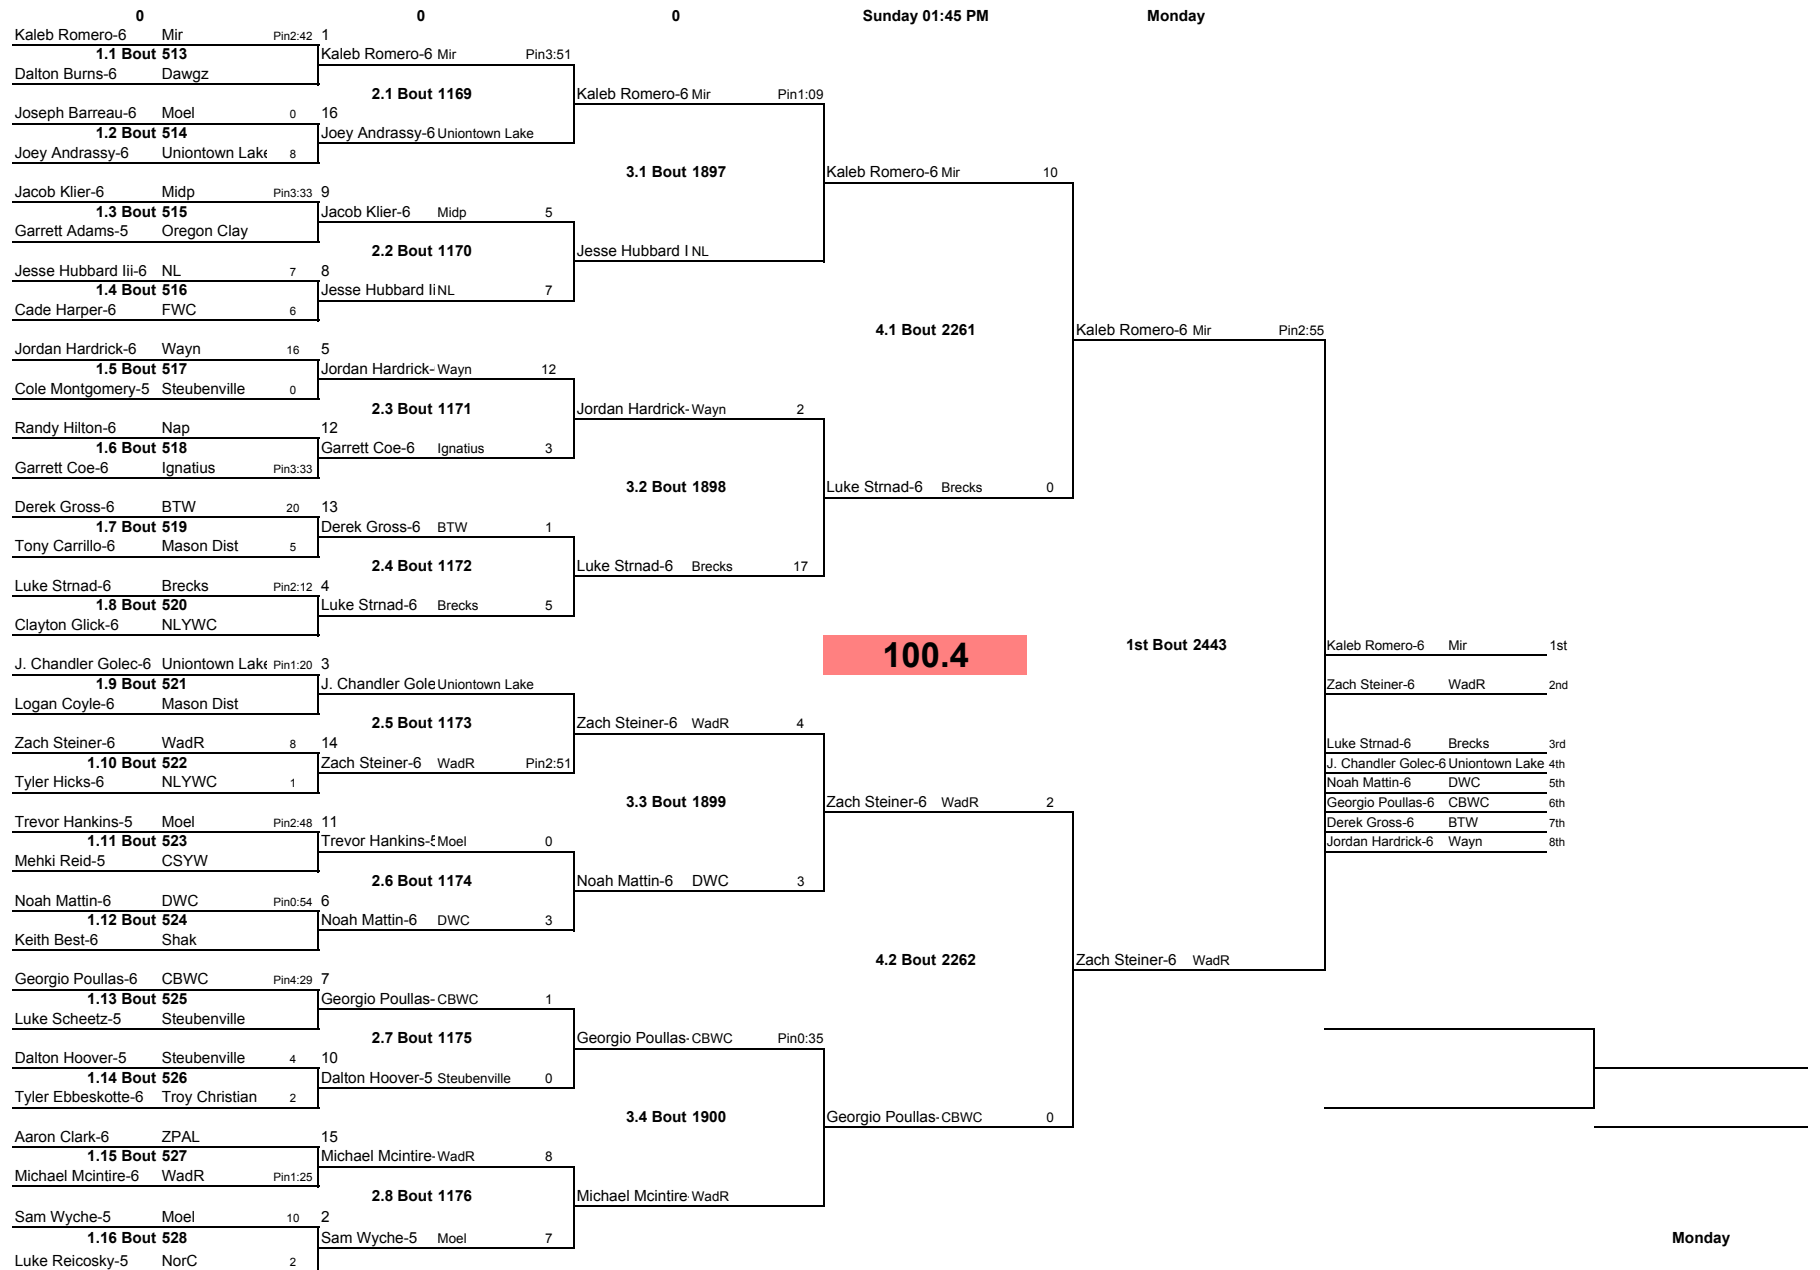 0 0 0 Sunday 01:45 PM Monday
Kaleb Romero-6 Mir Pin2:42 1
1.1 Bout 513 Kaleb Romero-6 Mir Pin3:51
Dalton Burns-6 Dawgz
2.1 Bout 1169 Kaleb Romero-6 Mir Pin1:09
Joseph Barreau-6 Moel 0 16
1.2 Bout 514 Joey Andrassy-6 Uniontown Lake
Joey Andrassy-6 Uniontown Lake 8
3.1 Bout 1897 Kaleb Romero-6 Mir 10
Jacob Klier-6 Midp Pin3:33 9
1.3 Bout 515 Jacob Klier-6 Midp 5
Garrett Adams-5 Oregon Clay
2.2 Bout 1170 Jesse Hubbard I NL
Jesse Hubbard Iii-6 NL 7 8
1.4 Bout 516 Jesse Hubbard Ii NL 7
Cade Harper-6 FWC 6
4.1 Bout 2261 Kaleb Romero-6 Mir Pin2:55
Jordan Hardrick-6 Wayn 16 5
1.5 Bout 517 Jordan Hardrick- Wayn 12
Cole Montgomery-5 Steubenville 0
2.3 Bout 1171 Jordan Hardrick- Wayn 2
Randy Hilton-6 Nap 12
1.6 Bout 518 Garrett Coe-6 Ignatius 3
Garrett Coe-6 Ignatius Pin3:33
3.2 Bout 1898 Luke Strnad-6 Brecks 0
Derek Gross-6 BTW 20 13
1.7 Bout 519 Derek Gross-6 BTW 1
Tony Carrillo-6 Mason Dist 5
2.4 Bout 1172 Luke Strnad-6 Brecks 17
Luke Strnad-6 Brecks Pin2:12 4
1.8 Bout 520 Luke Strnad-6 Brecks 5
Clayton Glick-6 NLYWC
100.4 1st Bout 2443 Kaleb Romero-6 Mir 1st
J. Chandler Golec-6 Uniontown Lake Pin1:20 3
1.9 Bout 521 J. Chandler Gole Uniontown Lake Zach Steiner-6 WadR 2nd
Logan Coyle-6 Mason Dist
2.5 Bout 1173 Zach Steiner-6 WadR 4
Zach Steiner-6 WadR 8 14 Luke Strnad-6 Brecks 3rd
1.10 Bout 522 Zach Steiner-6 WadR Pin2:51 J. Chandler Golec-6 Uniontown Lake 4th
Tyler Hicks-6 NLYWC 1 Noah Mattin-6 DWC 5th
3.3 Bout 1899 Zach Steiner-6 WadR 2 Georgio Poullas-6 CBWC 6th
Trevor Hankins-5 Moel Pin2:48 11 Derek Gross-6 BTW 7th
1.11 Bout 523 Trevor Hankins-5 Moel 0 Jordan Hardrick-6 Wayn 8th
Mehki Reid-5 CSYW
2.6 Bout 1174 Noah Mattin-6 DWC 3
Noah Mattin-6 DWC Pin0:54 6
1.12 Bout 524 Noah Mattin-6 DWC 3
Keith Best-6 Shak
4.2 Bout 2262 Zach Steiner-6 WadR
Georgio Poullas-6 CBWC Pin4:29 7
1.13 Bout 525 Georgio Poullas- CBWC 1
Luke Scheetz-5 Steubenville
2.7 Bout 1175 Georgio Poullas- CBWC Pin0:35
Dalton Hoover-5 Steubenville 4 10
1.14 Bout 526 Dalton Hoover-5 Steubenville 0
Tyler Ebbeskotte-6 Troy Christian 2
3.4 Bout 1900 Georgio Poullas- CBWC 0
Aaron Clark-6 ZPAL 15
1.15 Bout 527 Michael Mcintire- WadR 8
Michael Mcintire-6 WadR Pin1:25
2.8 Bout 1176 Michael Mcintire WadR
Sam Wyche-5 Moel 10 2
1.16 Bout 528 Sam Wyche-5 Moel 7 Monday
Luke Reicosky-5 NorC 2